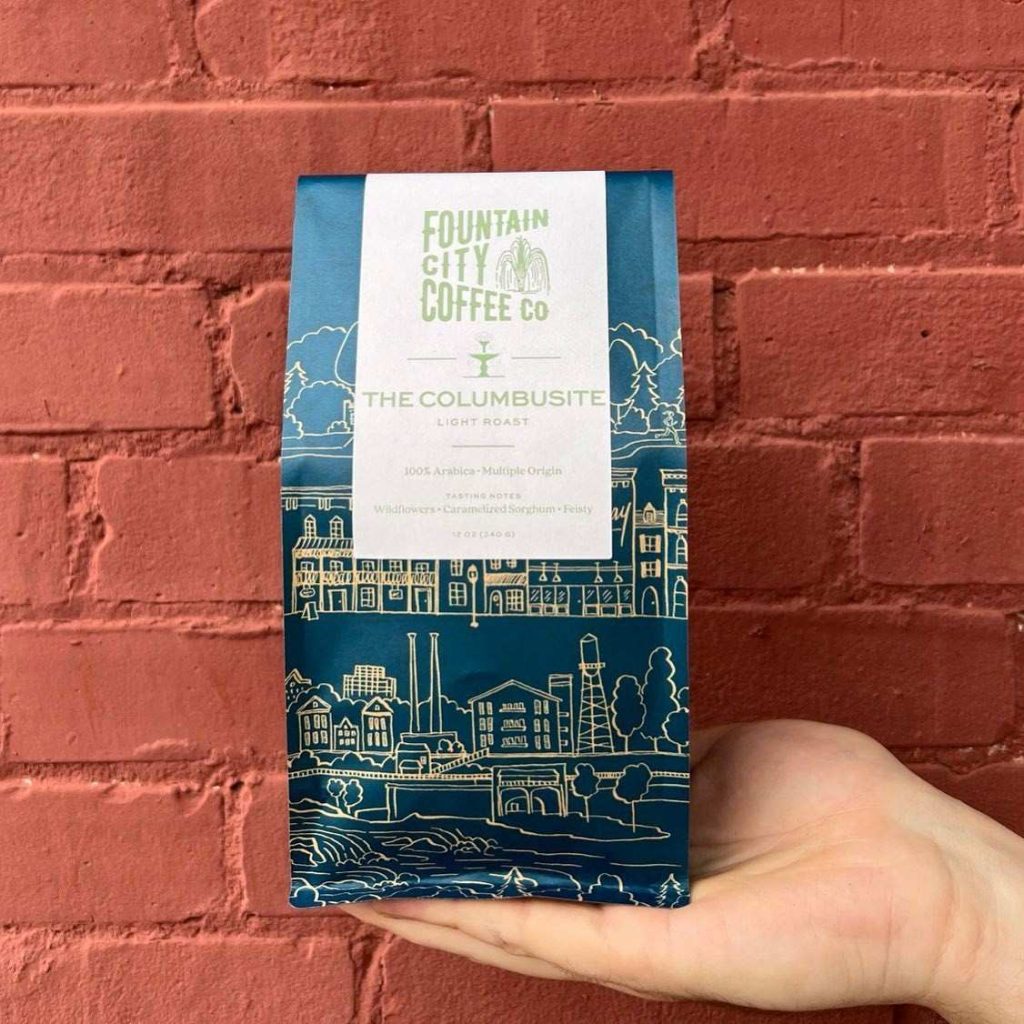 FOUNTAIN
CITY
COFFEE CO
THE COLUMBUSITE
LIGHT ROAST
100% Arabica • Multiple Origin
TASTING NOTES
Wildflowers • Caramelized Sorghum • Feisty
12 OZ (340 G)